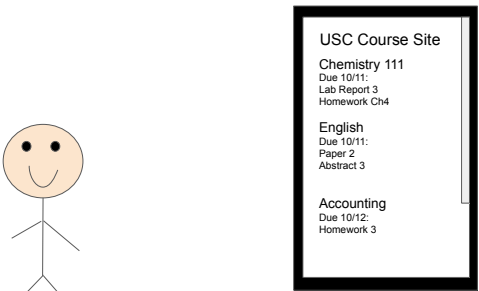 USC Course Site
Chemistry 111
Due 10/11:
Lab Report 3
Homework Ch4
English
Due 10/11:
Paper 2
Abstract 3
Accounting
Due 10/12:
Homework 3